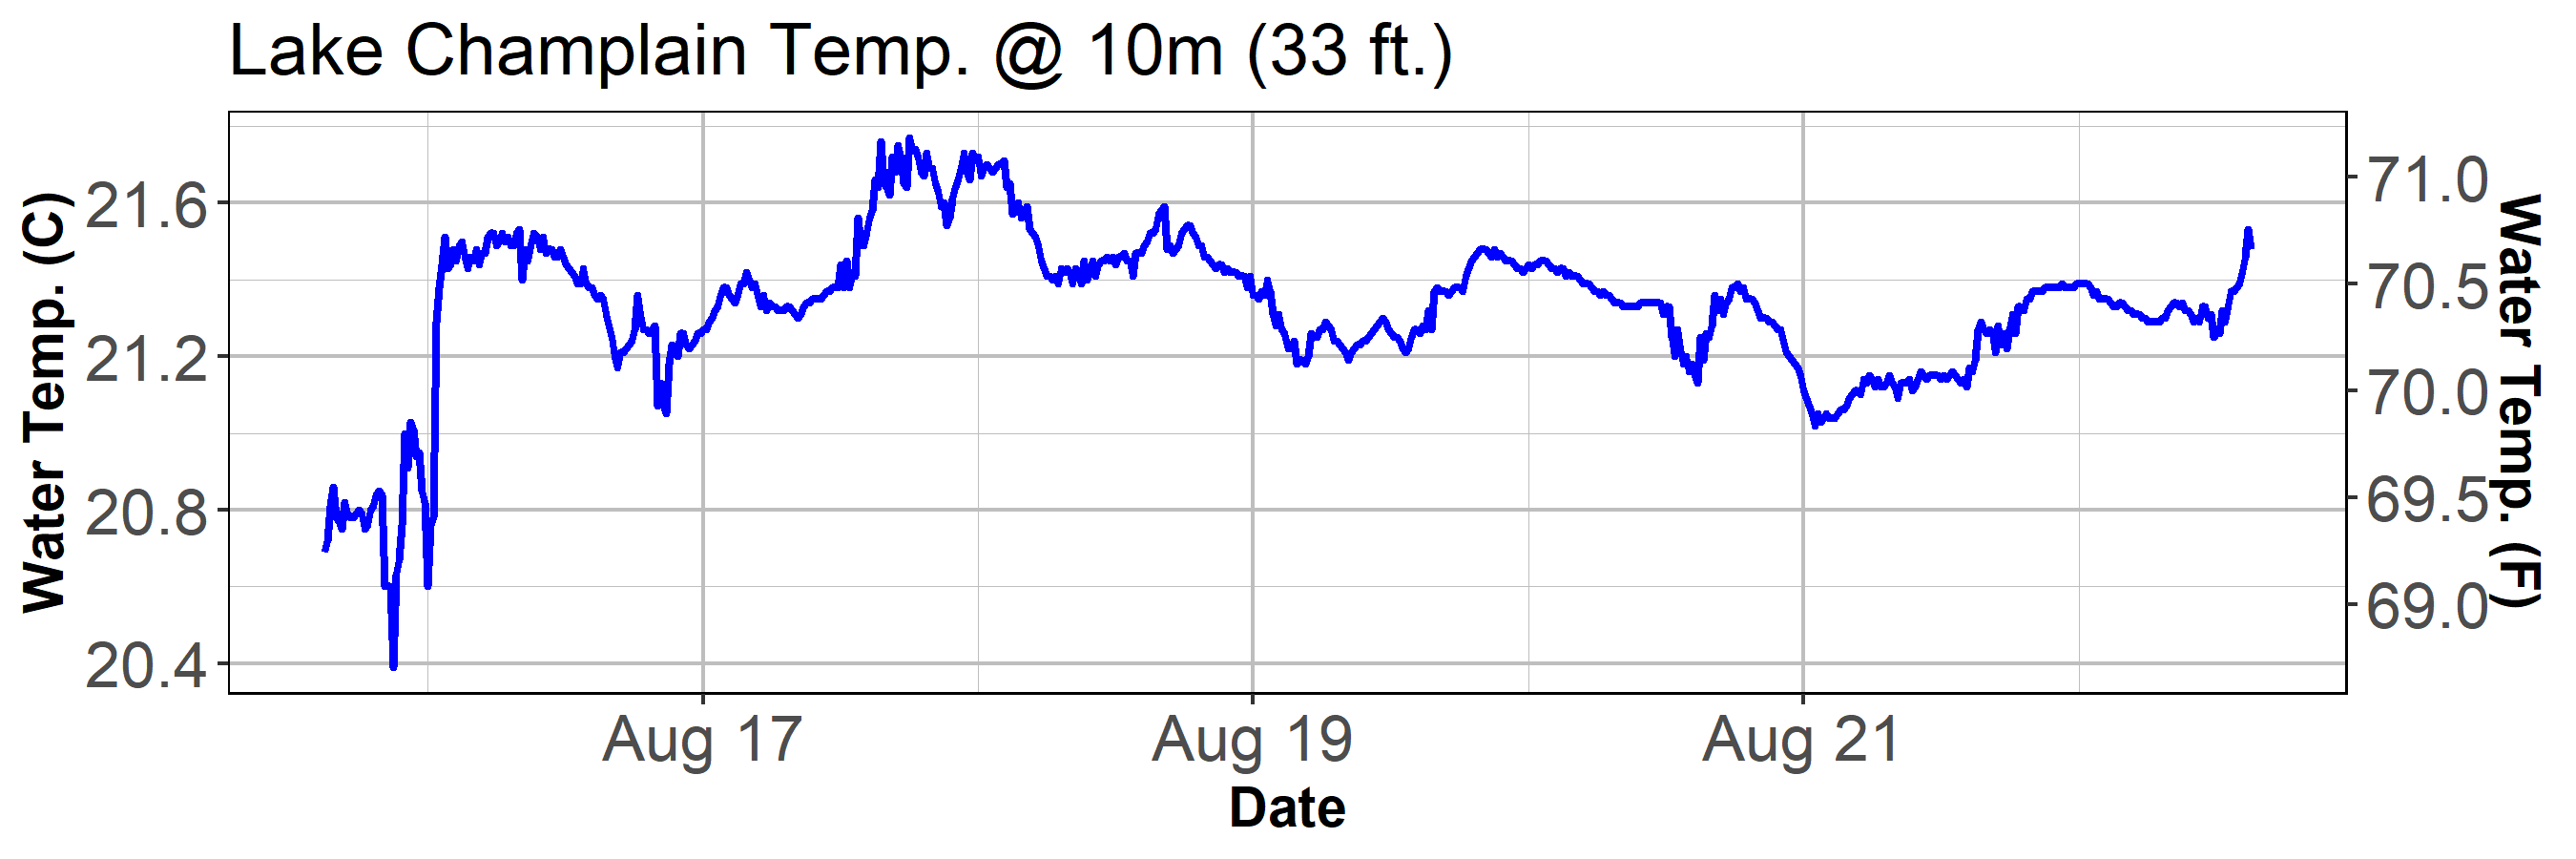 Lake Champlain Temp. @ 10m (33 ft.)
Water Temp. (C)
21.6
21.2
20.8
20.4
71.0
70.5
70.0
69.5
69.0
Water Temp. (F)
Aug 17
Aug 19
Aug 21
Date